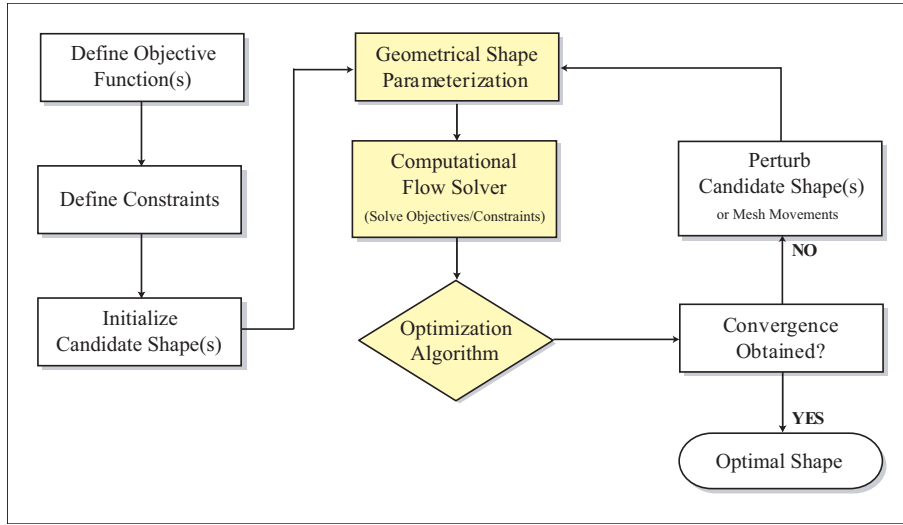 Define Objective
Function(s)
Define Constraints
Initialize
Candidate Shape(s)
Geometrical Shape
Parameterization
Computational
Flow Solver
(Solve Objectives/Constraints)
Optimization
Algorithm
Perturb
Candidate Shape(s)
or Mesh Movements
NO
Convergence
Obtained?
YES
Optimal Shape